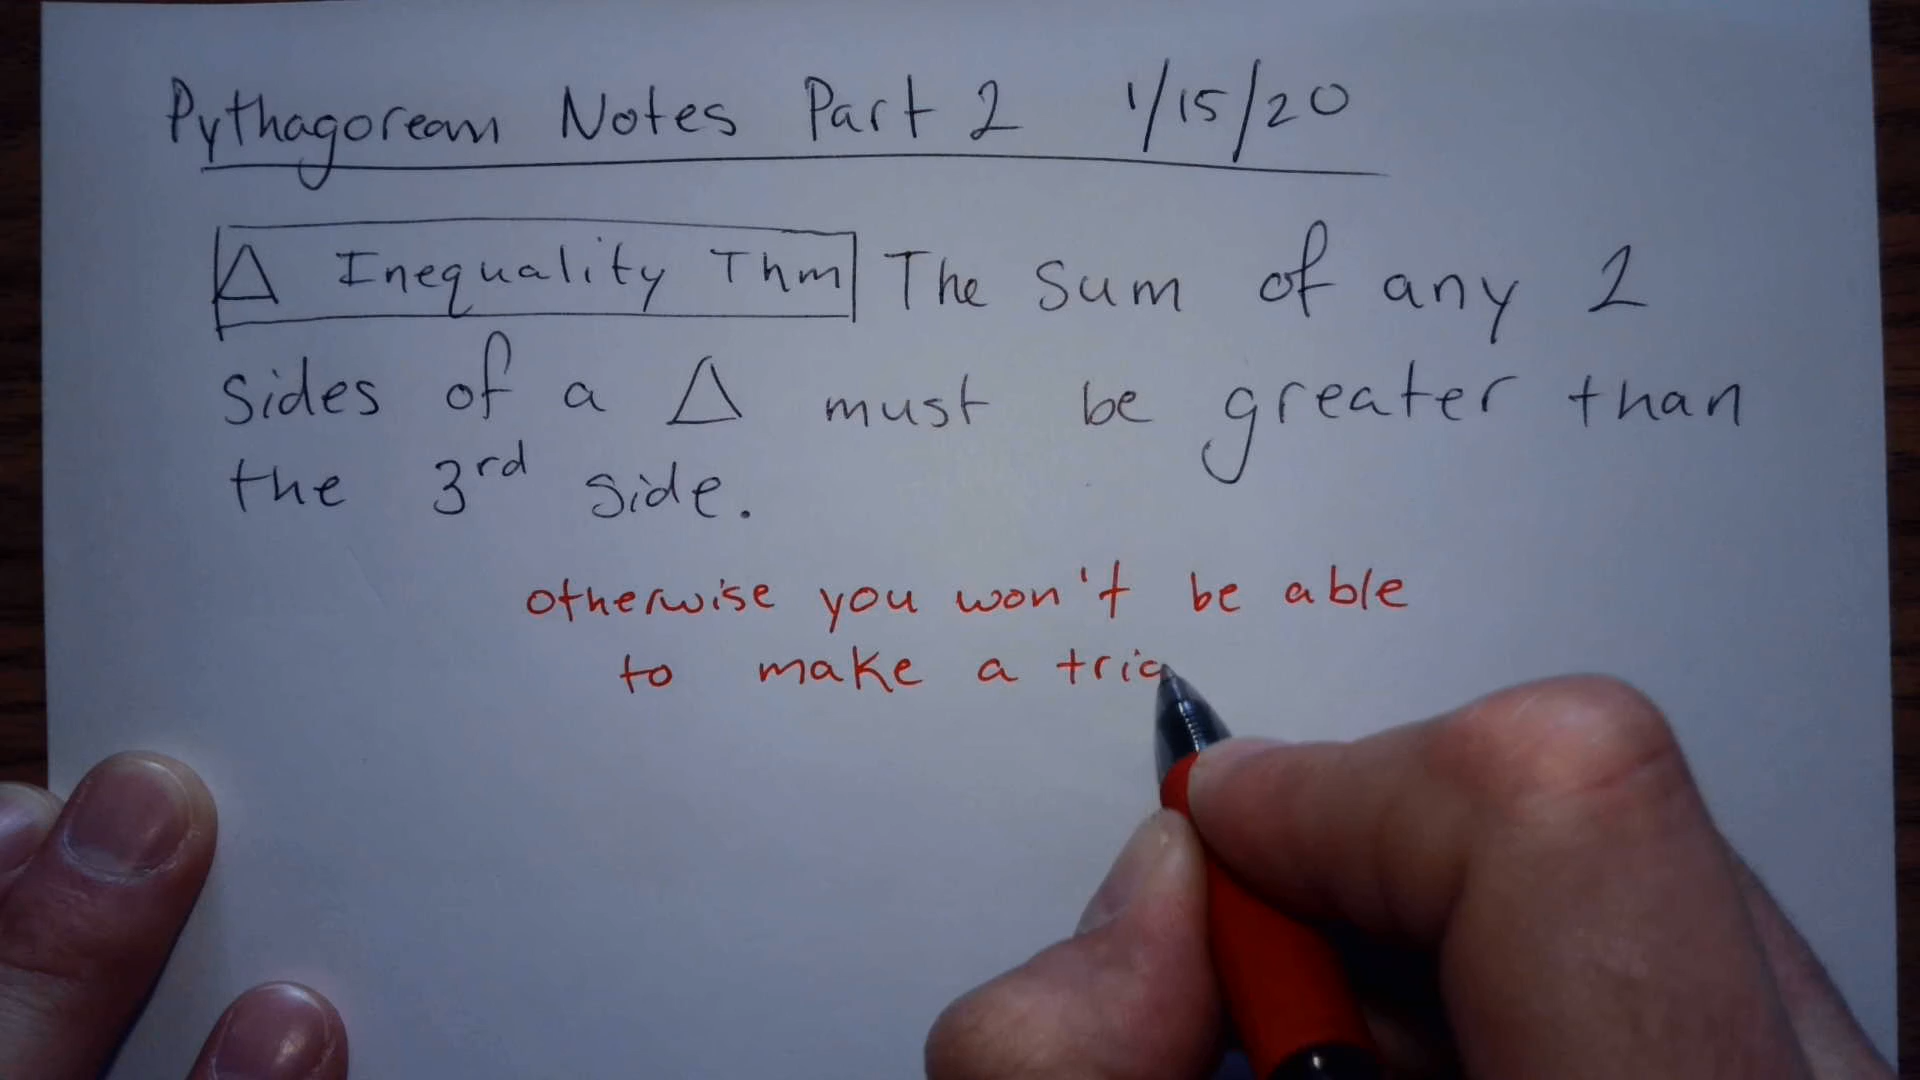 Pythagorean Notes Part 2 1/15/20
Δ Inequality Thm The sum of any 2
sides of a Δ must be greater than
the 3rd side.
otherwise you won't be able
to make a tria